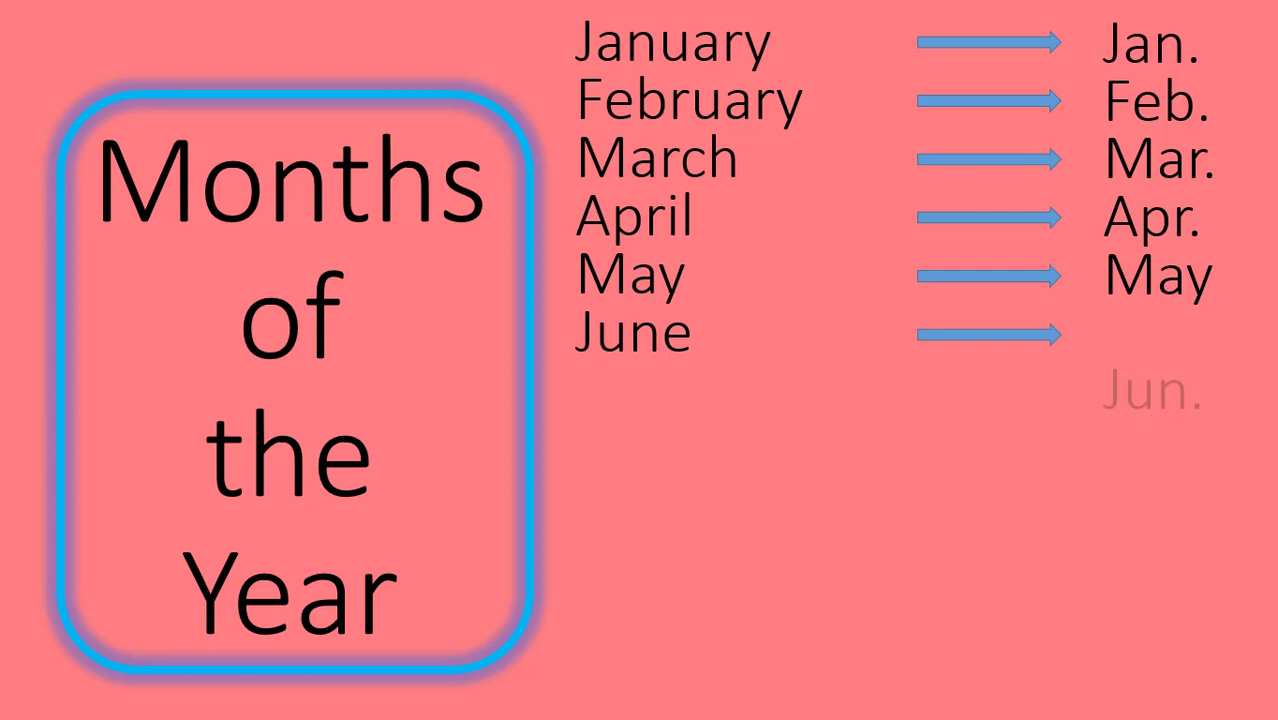 Months
of
the
Year
January Jan.
February Feb.
March Mar.
April Apr.
May May
June
Jun.